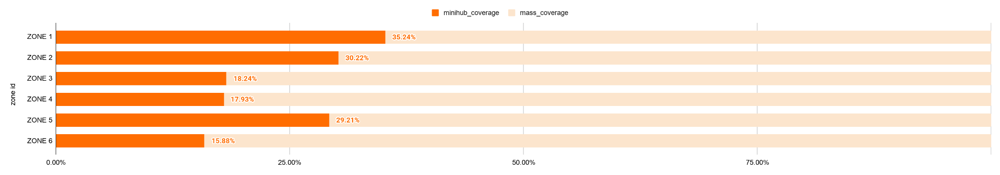 minihub_coverage mass_coverage
ZONE 1 35.24%
ZONE 2 30.22%
ZONE 3 18.24%
ZONE 4 17.93%
ZONE 5 29.21%
ZONE 6 15.88%
zone id
0.00% 25.00% 50.00% 75.00%